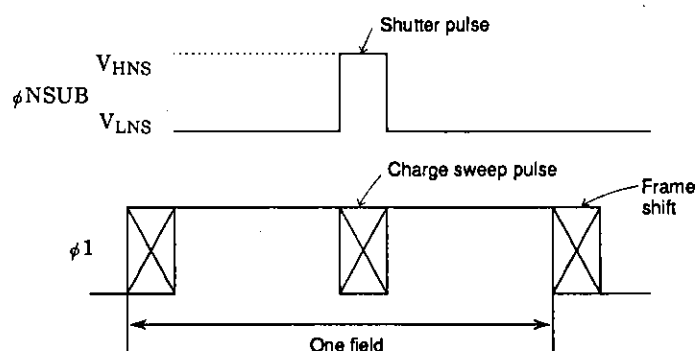 Shutter pulse
VHNS
φNSUB
VLNS
Charge sweep pulse
Frame
shift
φ1
One field